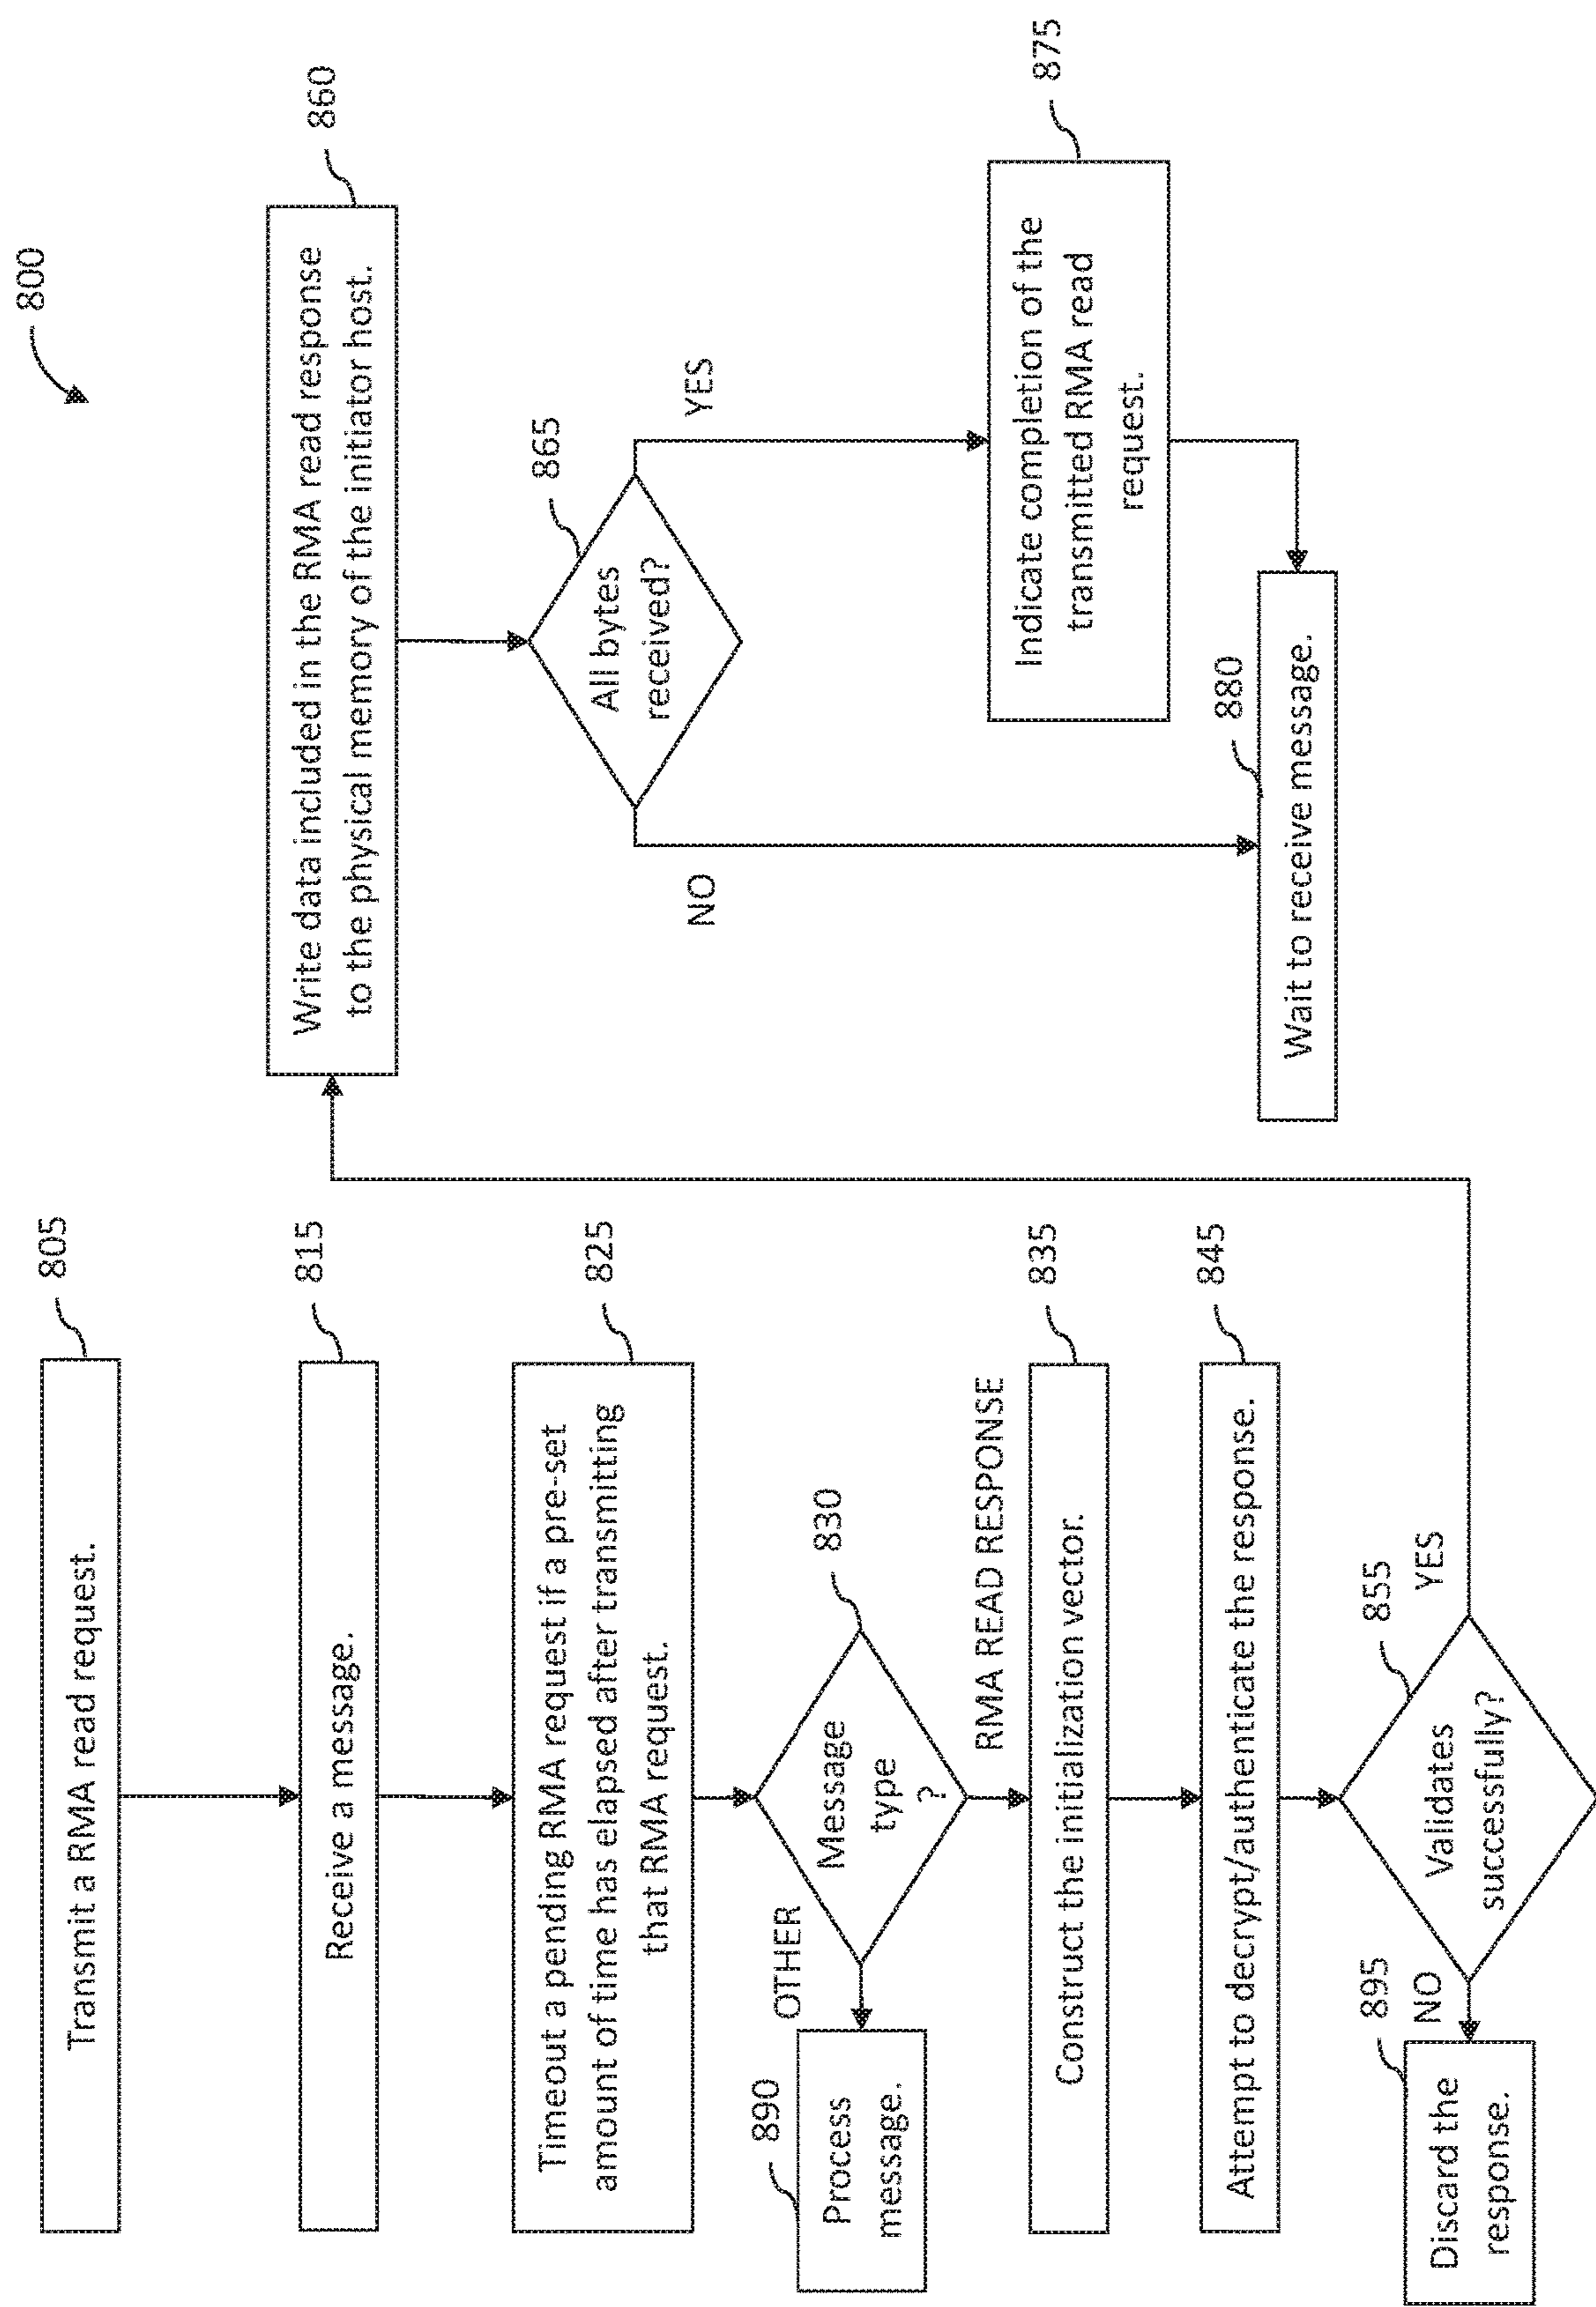 800
805
Transmit a RMA read request.
815
Receive a message.
825
Timeout a pending RMA request if a pre-set
amount of time has elapsed after transmitting
that RMA request.
830
Message
type
?
OTHER
890
Process
message.
RMA READ RESPONSE
835
Construct the initialization vector.
845
Attempt to decrypt/authenticate the response.
855
Validates
successfully?
YES
NO
895
Discard the
response.
860
Write data included in the RMA read response
to the physical memory of the initiator host.
865
All bytes
received?
YES
NO
875
Indicate completion of the
transmitted RMA read
request.
880
Wait to receive message.